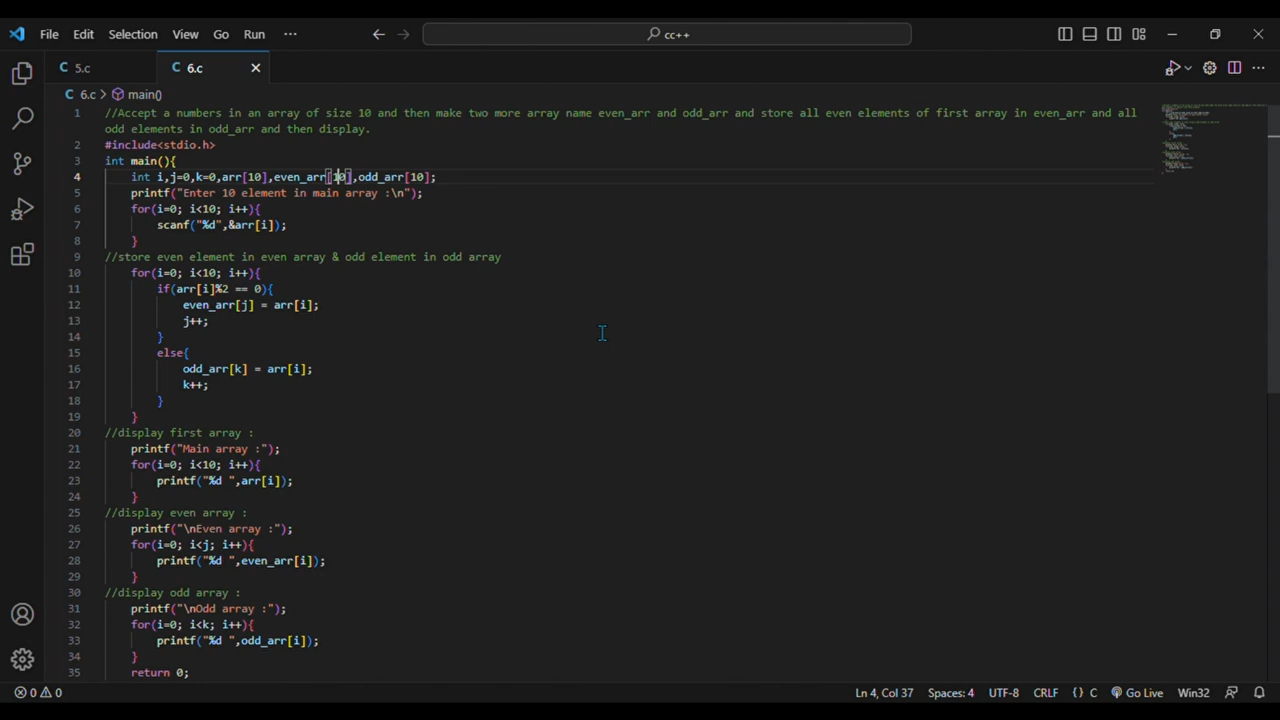 File Edit Selection View Go Run ··· cc++
5.c 6.c
6.c > main()
1 //Accept a numbers in an array of size 10 and then make two more array name even_arr and odd_arr and store all even elements of first array in even_arr and all
odd elements in odd_arr and then display.
2 #include<stdio.h>
3 int main(){
4 int i,j=0,k=0,arr[10],even_arr[10],odd_arr[10];
5 printf("Enter 10 element in main array :\n");
6 for(i=0; i<10; i++){
7 scanf("%d",&arr[i]);
8 }
9 //store even element in even array & odd element in odd array
10 for(i=0; i<10; i++){
11 if(arr[i]%2 == 0){
12 even_arr[j] = arr[i];
13 j++;
14 }
15 else{
16 odd_arr[k] = arr[i];
17 k++;
18 }
19 }
20 //display first array :
21 printf("Main array :");
22 for(i=0; i<10; i++){
23 printf("%d ",arr[i]);
24 }
25 //display even array :
26 printf("\nEven array :");
27 for(i=0; i<j; i++){
28 printf("%d ",even_arr[i]);
29 }
30 //display odd array :
31 printf("\nOdd array :");
32 for(i=0; i<k; i++){
33 printf("%d ",odd_arr[i]);
34 }
35 return 0;
0 0 Ln 4, Col 37 Spaces: 4 UTF-8 CRLF {} C Go Live Win32